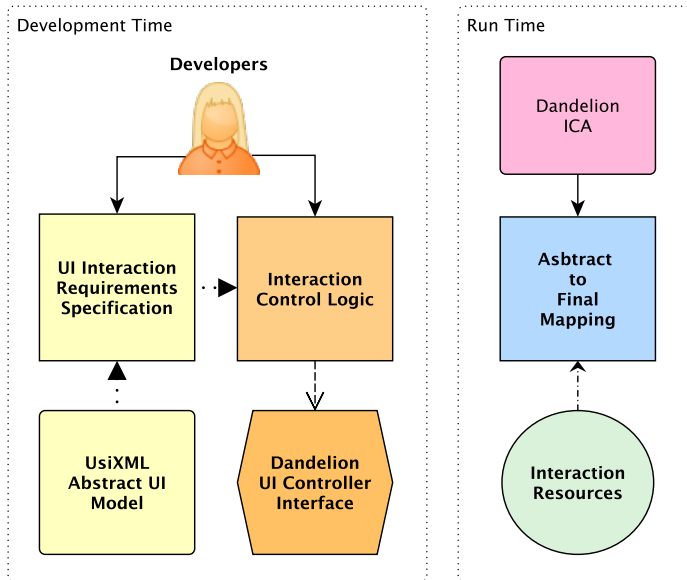 Development Time
Developers
UI Interaction
Requirements
Specification
Interaction
Control Logic
UsiXML
Abstract UI
Model
Dandelion
UI Controller
Interface
Run Time
Dandelion
ICA
Asbtract
to
Final
Mapping
Interaction
Resources